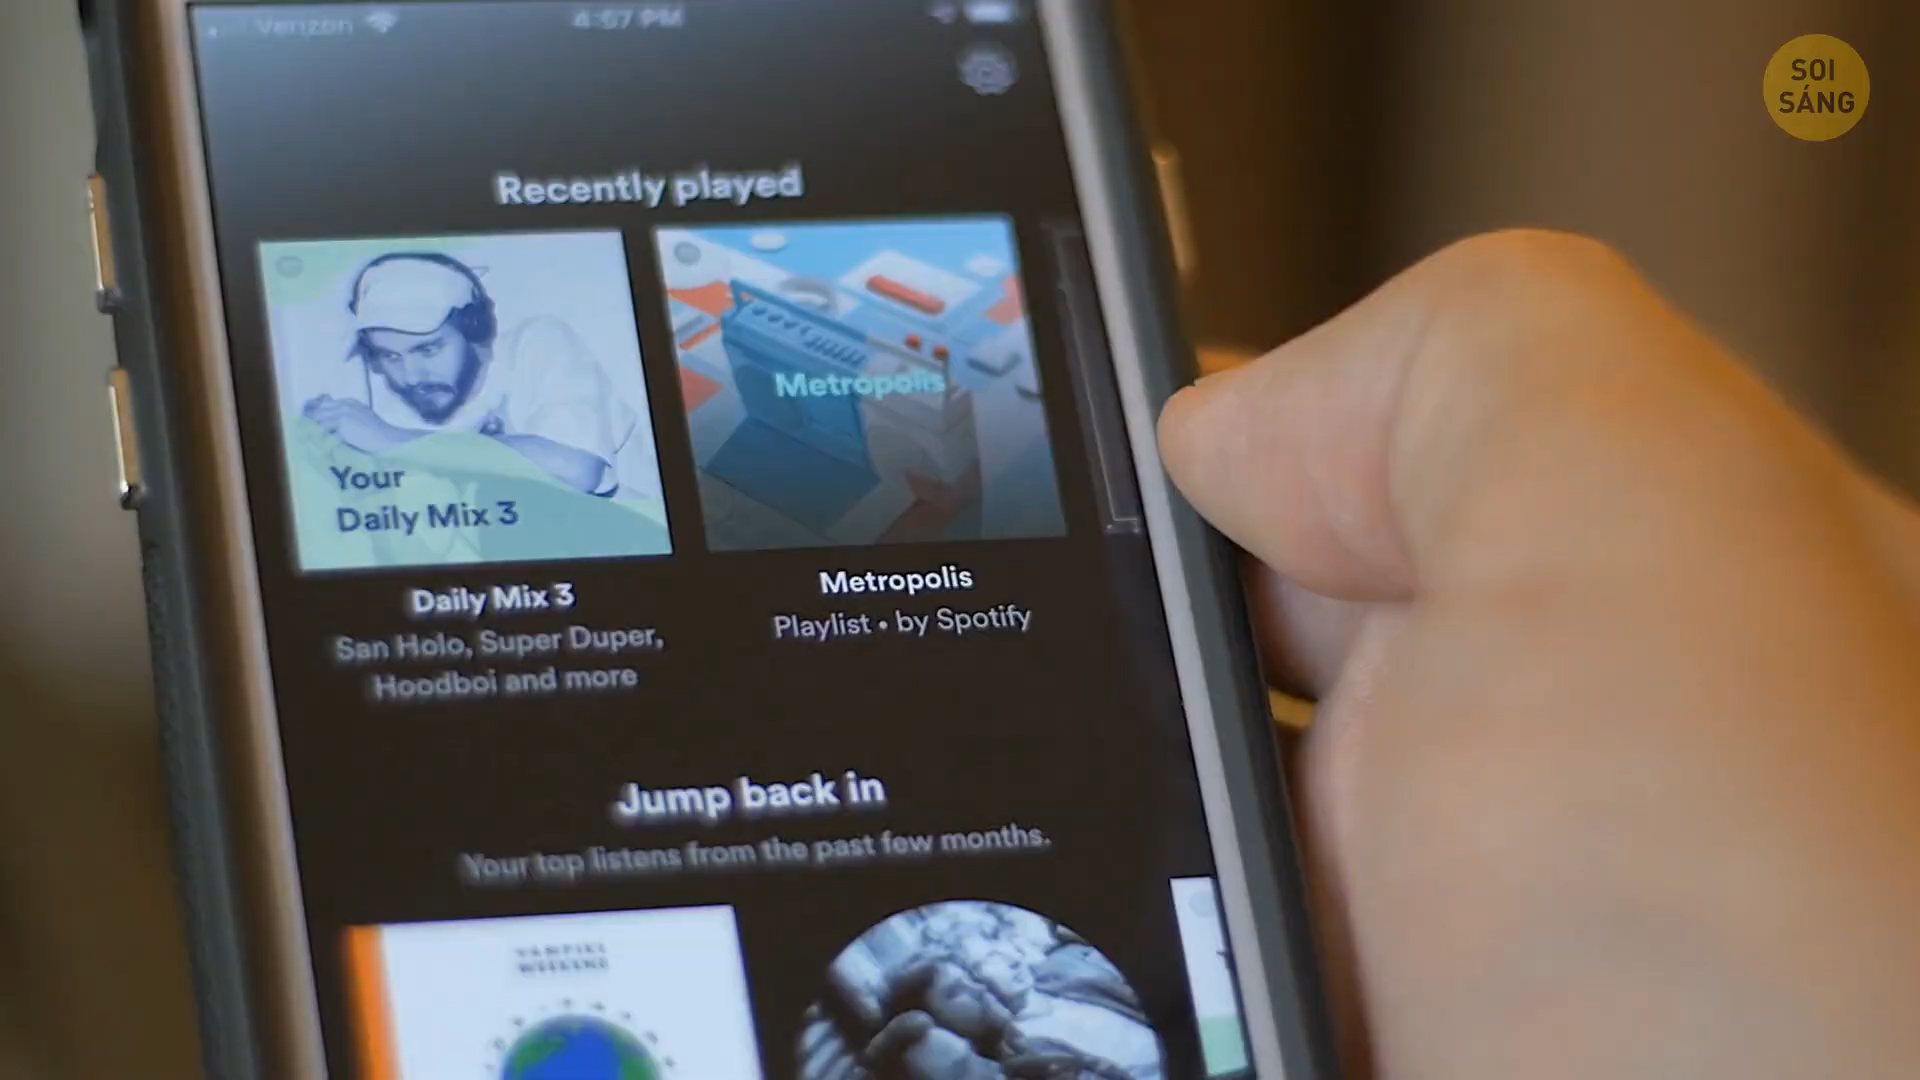 Verizon
4:57 PM
SOI
SÁNG
Recently played
Metropolis
Your
Daily Mix 3
Daily Mix 3
San Holo, Super Duper,
Hoodboi and more
Metropolis
Playlist • by Spotify
Jump back in
Your top listens from the past few months.
VAMPIRE
WEEKEND